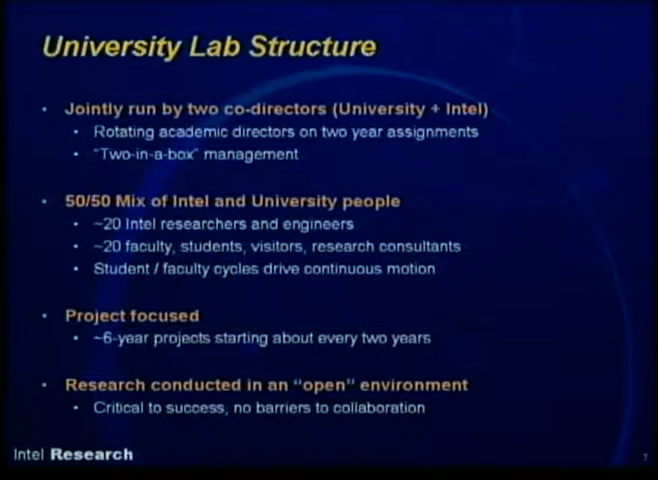 University Lab Structure
• Jointly run by two co-directors (University + Intel)
• Rotating academic directors on two year assignments
• "Two-in-a-box" management
• 50/50 Mix of Intel and University people
• ~20 Intel researchers and engineers
• ~20 faculty, students, visitors, research consultants
• Student / faculty cycles drive continuous motion
• Project focused
• ~6-year projects starting about every two years
• Research conducted in an "open" environment
• Critical to success, no barriers to collaboration
Intel Research
7